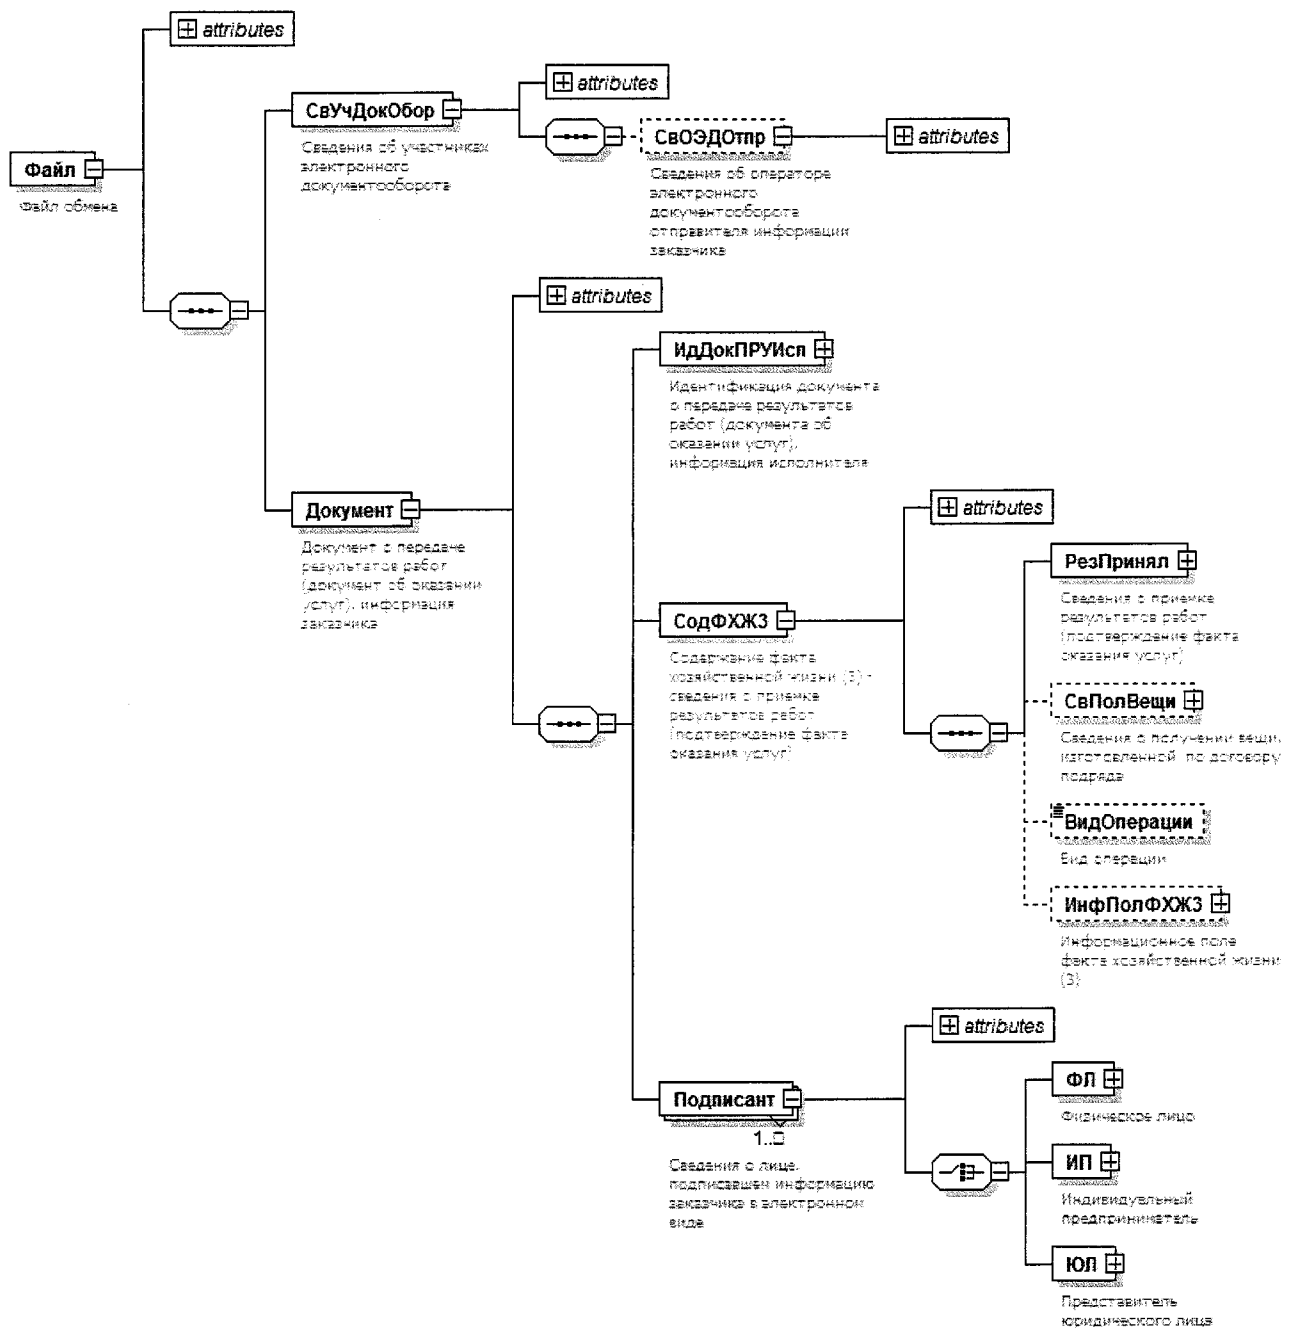 attributes
СвУчДокОбор
Сведения об участниках
электронного
документооборота
attributes
СвОЭДОтпр
attributes
Сведения об операторе
электронного
документооборота
отправителя информации
заказчика
Файл
Файл обмена
attributes
ИдДокПРУИсп
Идентификация документа
о передаче результатов
работ (документа об
оказании услуг),
информация исполнителя
Документ
Документ о передаче
результатов работ
(документ об оказании
услуг), информация
заказчика
attributes
РезПринял
Сведения о приемке
результатов работ
(подтверждение факта
оказания услуг)
СодФХЖ3
Содержание факта
хозяйственной жизни (3) -
сведения о приемке
результатов работ
(подтверждение факта
оказания услуг)
СвПолВещи
Сведения о получении вещи,
изготовленной по договору
подряда
ВидОперации
Вид операции
ИнфПолФХЖ3
Информационное поле
факта хозяйственной жизни
(3)
attributes
Подписант
1..□
Сведения о лице,
подписавшем информацию
заказчика в электронном
виде
ФЛ
Физическое лицо
ИП
Индивидуальный
предприниматель
ЮЛ
Представитель
юридического лица